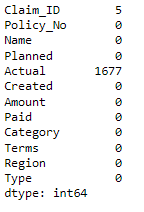 Claim_ID 5
Policy_No 0
Name 0
Planned 0
Actual 1677
Created 0
Amount 0
Paid 0
Category 0
Terms 0
Region 0
Type 0
dtype: int64